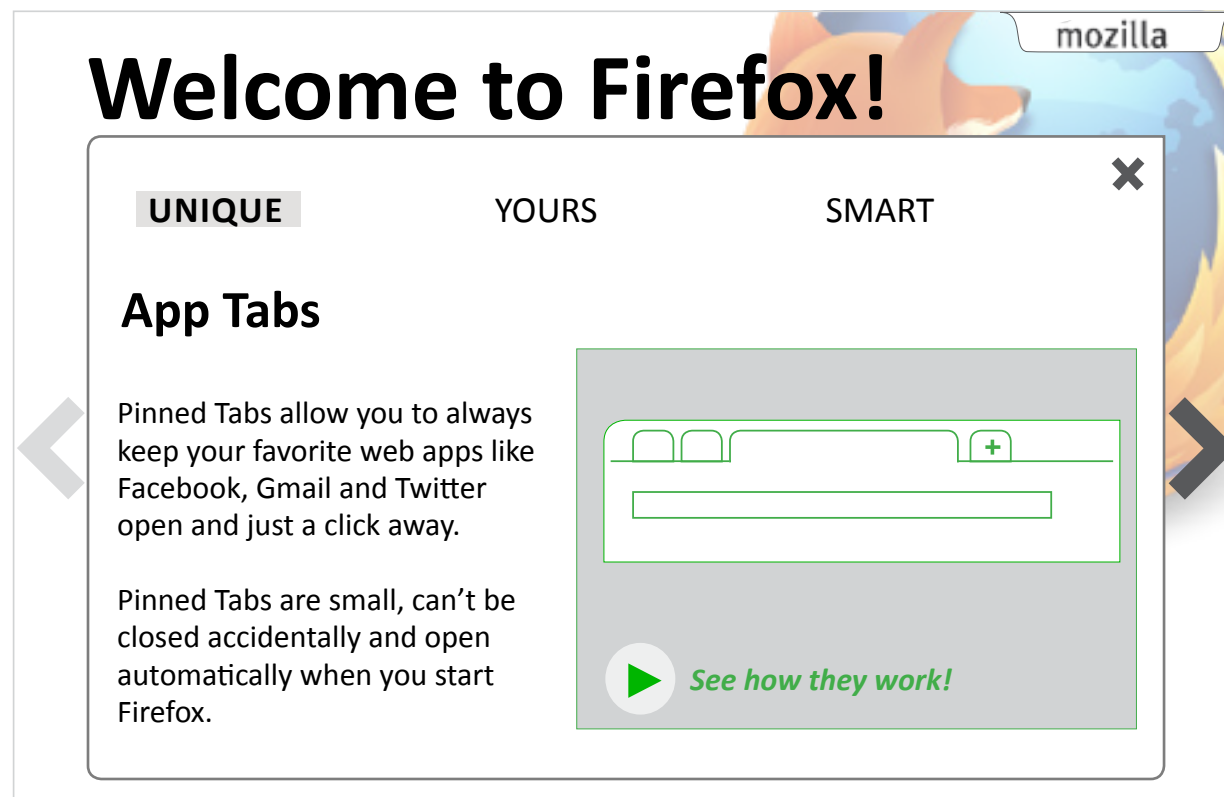 mozilla
Welcome to Firefox!
UNIQUE YOURS SMART
App Tabs
Pinned Tabs allow you to always
keep your favorite web apps like
Facebook, Gmail and Twitter
open and just a click away.
Pinned Tabs are small, can’t be
closed accidentally and open
automatically when you start
Firefox.
+
See how they work!